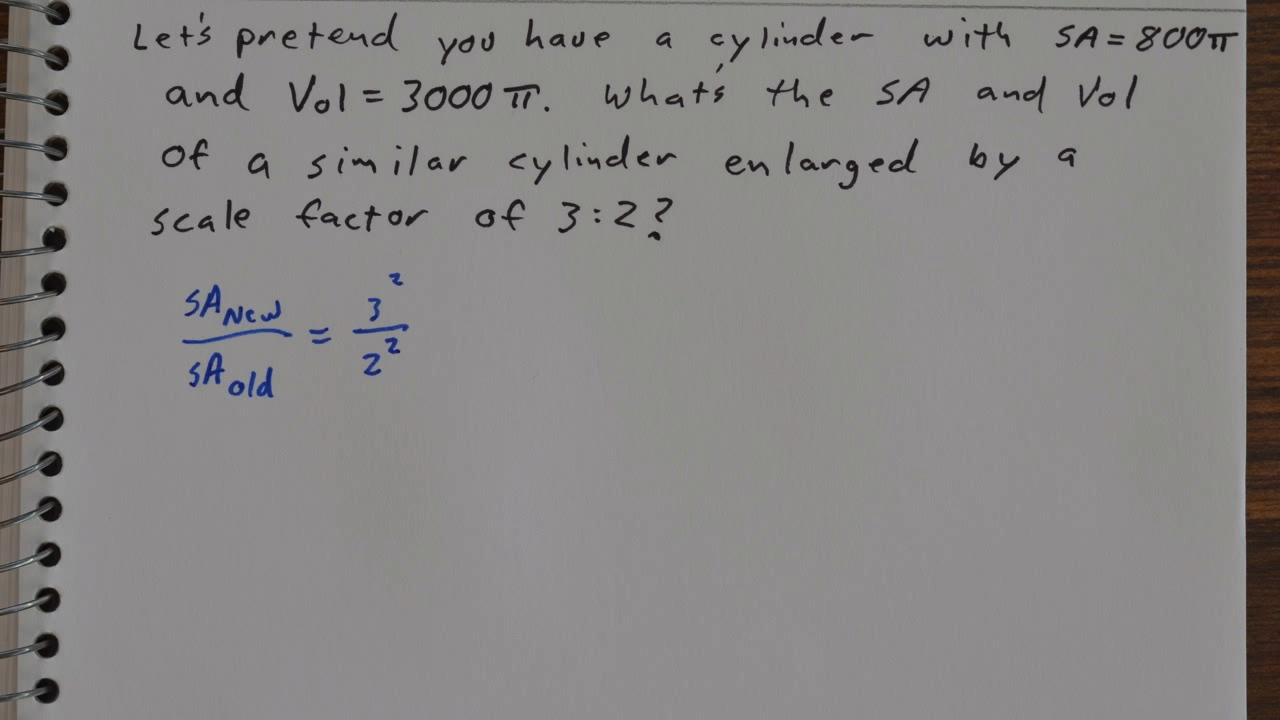 Let's pretend you have a cylinder with SA = 800π
and Vol = 3000π. What's the SA and Vol
of a similar cylinder enlarged by a
scale factor of 3:2?
SA_New / SA_old = 3² / 2²